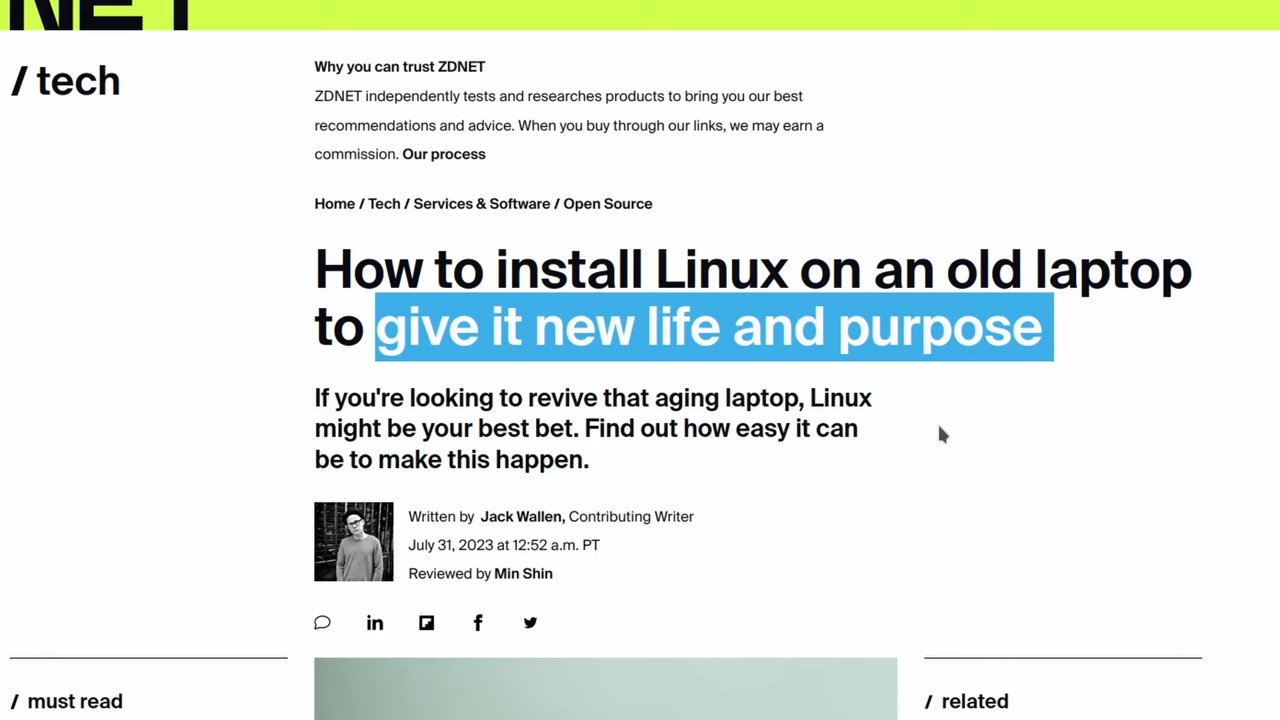 ZDNET
/ tech
Why you can trust ZDNET
ZDNET independently tests and researches products to bring you our best
recommendations and advice. When you buy through our links, we may earn a
commission. Our process
Home / Tech / Services & Software / Open Source
How to install Linux on an old laptop
to give it new life and purpose
If you're looking to revive that aging laptop, Linux
might be your best bet. Find out how easy it can
be to make this happen.
Written by Jack Wallen, Contributing Writer
July 31, 2023 at 12:52 a.m. PT
Reviewed by Min Shin
/ must read
/ related